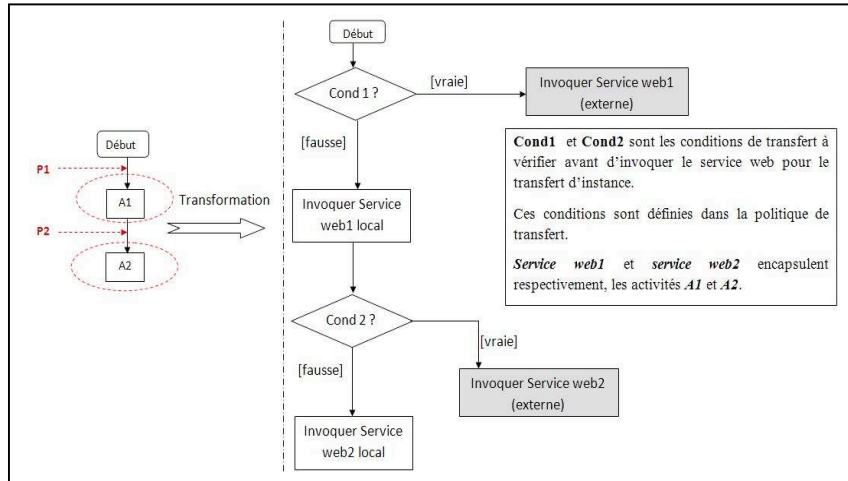 Début
P1
A1
P2
A2
Transformation
Début
Cond 1 ?
[vraie]
Invoquer Service web1
(externe)
[fausse]
Invoquer Service
web1 local
Cond1 et Cond2 sont les conditions de transfert à
vérifier avant d'invoquer le service web pour le
transfert d'instance.
Ces conditions sont définies dans la politique de
transfert.
Service web1 et service web2 encapsulent
respectivement, les activités A1 et A2.
Cond 2 ?
[vraie]
[fausse]
Invoquer Service web2
(externe)
Invoquer Service
web2 local